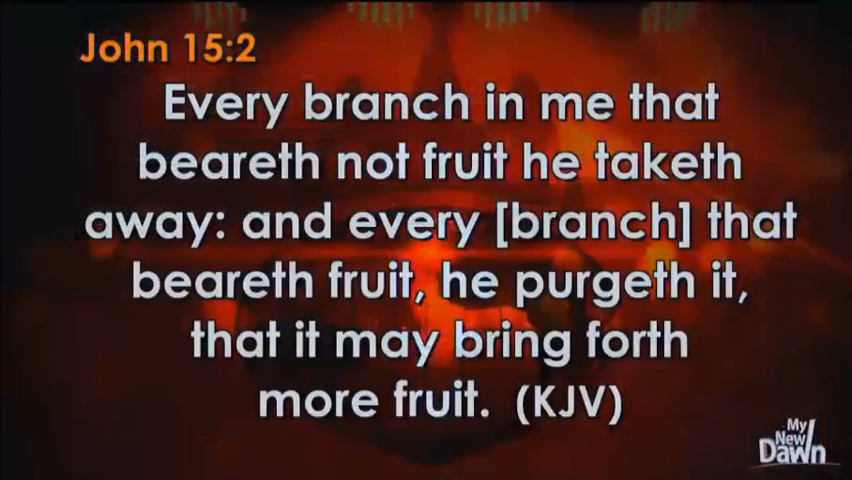 John 15:2
Every branch in me that
beareth not fruit he taketh
away: and every [branch] that
beareth fruit, he purgeth it,
that it may bring forth
more fruit. (KJV)
My
New
Dawn